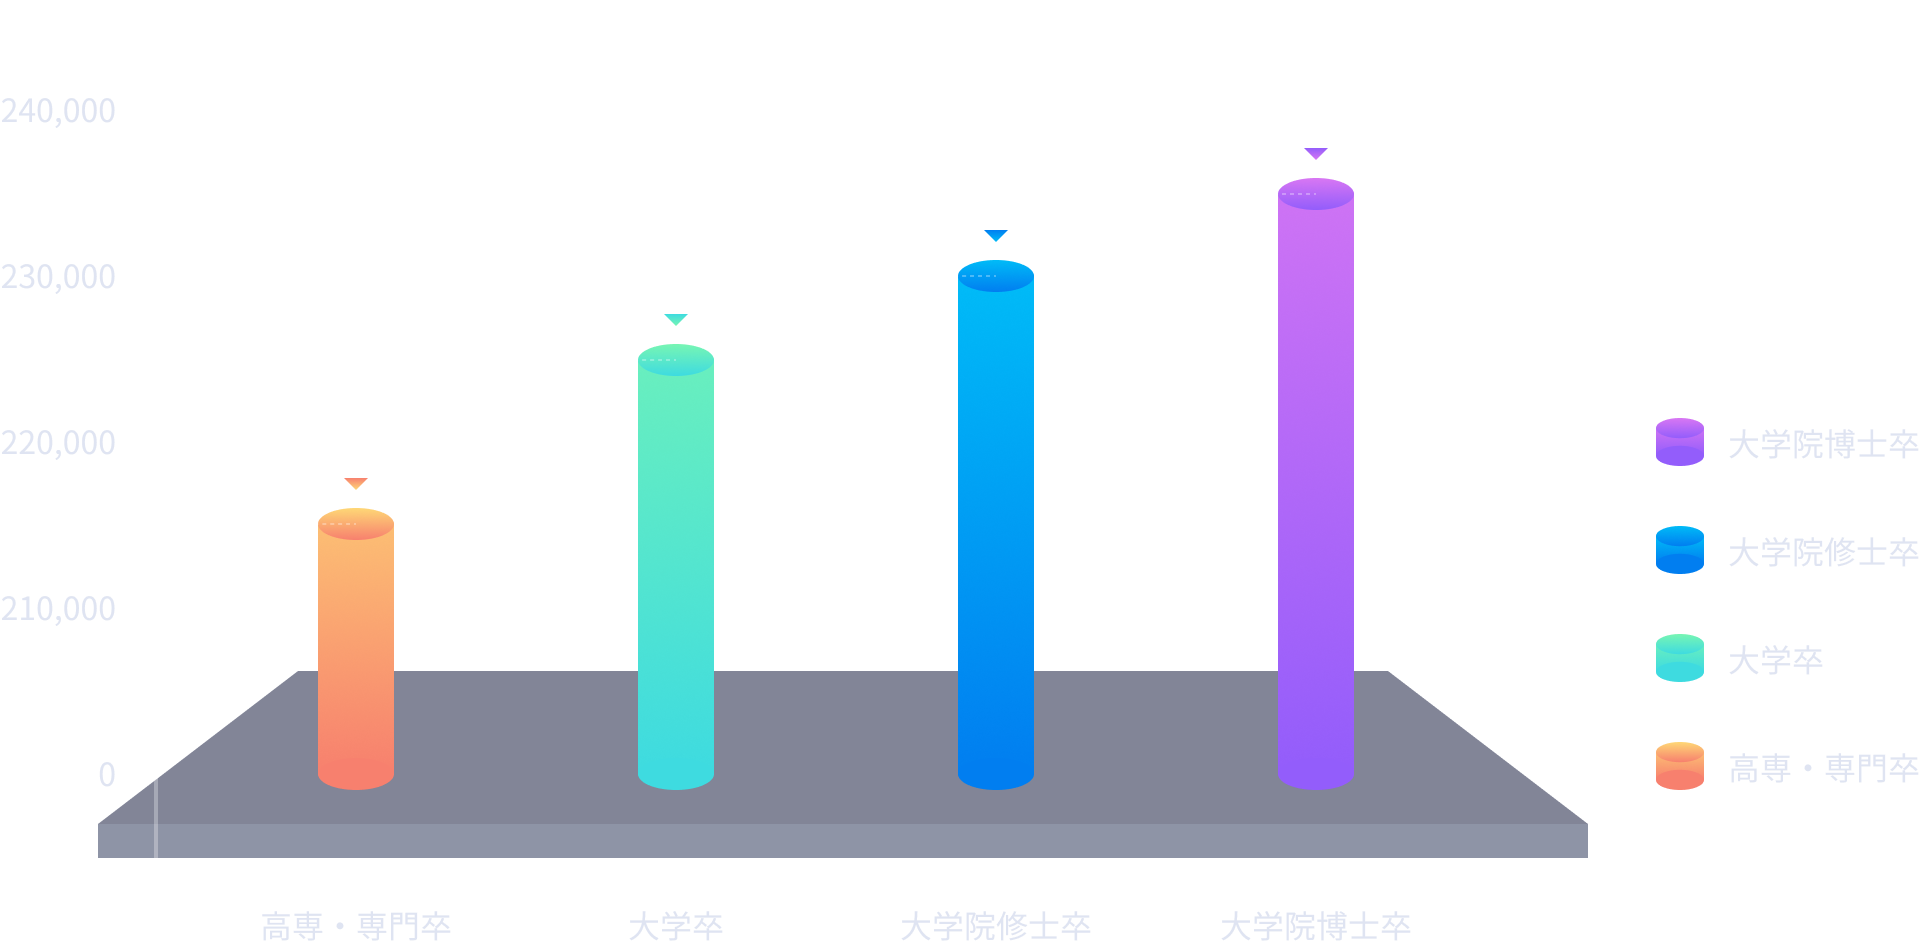 240,000
230,000
220,000
210,000
0
高専・専門卒
大学卒
大学院修士卒
大学院博士卒
大学院博士卒
大学院修士卒
大学卒
高専・専門卒